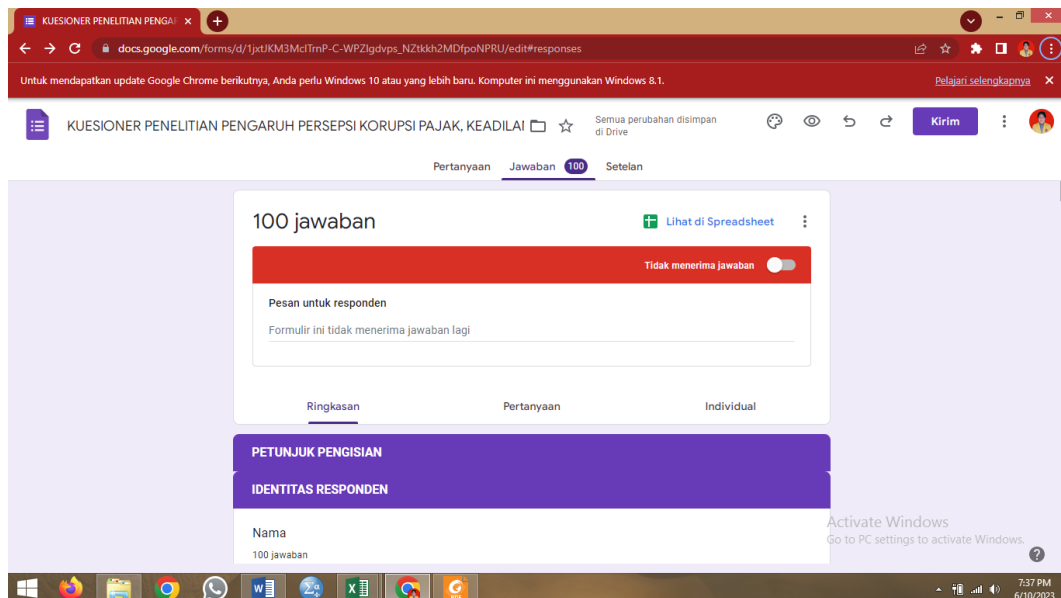 KUESIONER PENELITIAN PENGAR
docs.google.com/forms/d/1jxtJKM3MclTrnP-C-WPZIgdvps_NZtkkh2MDfpoNPRU/edit#responses
Untuk mendapatkan update Google Chrome berikutnya, Anda perlu Windows 10 atau yang lebih baru. Komputer ini menggunakan Windows 8.1.
Pelajari selengkapnya
KUESIONER PENELITIAN PENGARUH PERSEPSI KORUPSI PAJAK, KEADILAN
Semua perubahan disimpan
di Drive
Kirim
Pertanyaan Jawaban 100 Setelan
100 jawaban
Lihat di Spreadsheet
Tidak menerima jawaban
Pesan untuk responden
Formulir ini tidak menerima jawaban lagi
Ringkasan Pertanyaan Individual
PETUNJUK PENGISIAN
IDENTITAS RESPONDEN
Nama
100 jawaban
Activate Windows
Go to PC settings to activate Windows.
7:37 PM
6/10/2023